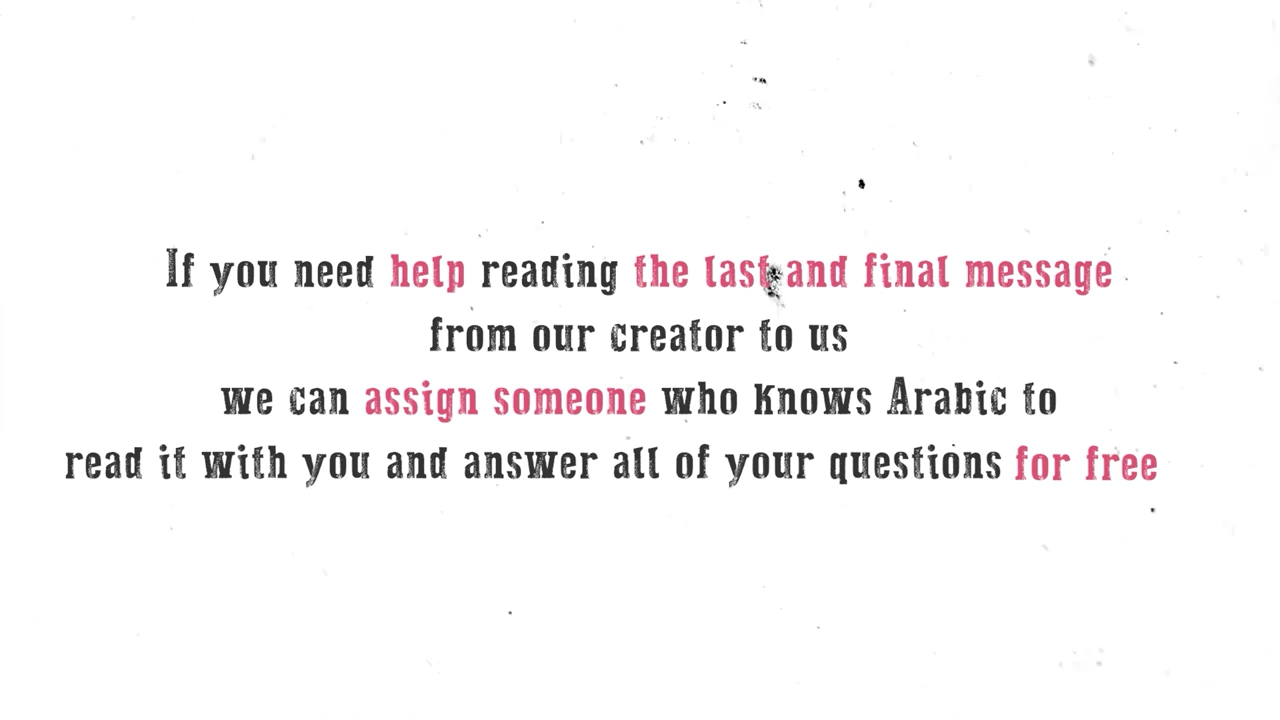 If you need help reading the last and final message
from our creator to us
we can assign someone who knows Arabic to
read it with you and answer all of your questions for free